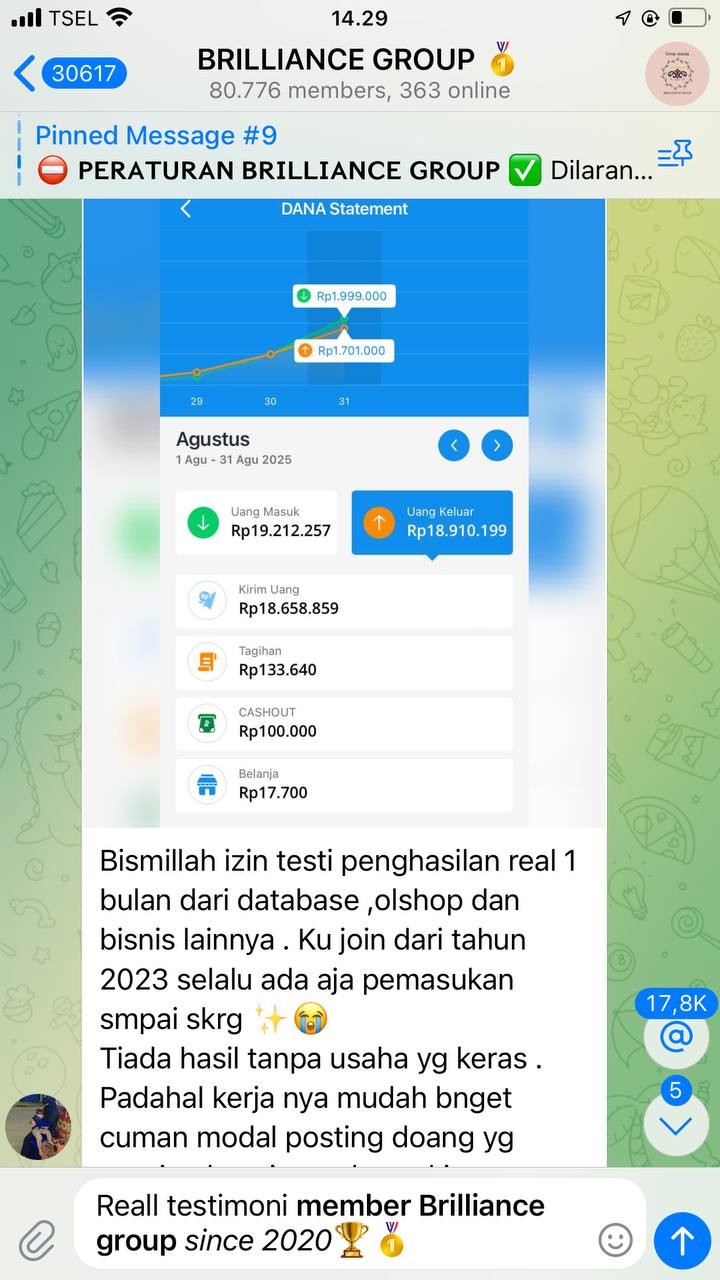 TSEL
14.29
30617
BRILLIANCE GROUP 🏅
80.776 members, 363 online
Pinned Message #9
⛔ PERATURAN BRILLIANCE GROUP ✅ Dilaran...
DANA Statement
Rp1.999.000
Rp1.701.000
29 30 31
Agustus
1 Agu - 31 Agu 2025
Uang Masuk
Rp19.212.257
Uang Keluar
Rp18.910.199
Kirim Uang
Rp18.658.859
Tagihan
Rp133.640
CASHOUT
Rp100.000
Belanja
Rp17.700
Bismillah izin testi penghasilan real 1
bulan dari database ,olshop dan
bisnis lainnya . Ku join dari tahun
2023 selalu ada aja pemasukan
smpai skrg ✨😭
Tiada hasil tanpa usaha yg keras .
Padahal kerja nya mudah bnget
cuman modal posting doang yg
17,8K
@
5
Reall testimoni member Brilliance
group since 2020🏆🏅